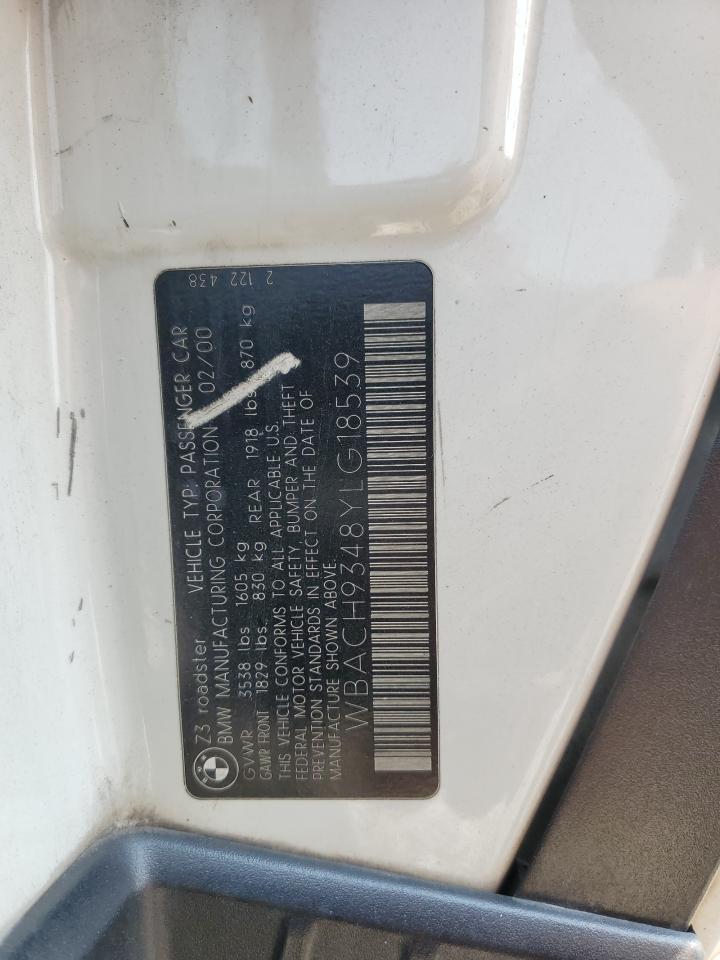 Z3 roadster VEHICLE TYP. PASSENGER CAR
BMW MANUFACTURING CORPORATION 02/00
GVWR 3538 lbs 1605 kg
GAWR FRONT 1829 lbs. 830 kg REAR 1918 lbs. 870 kg
THIS VEHICLE CONFORMS TO ALL APPLICABLE U.S.
FEDERAL MOTOR VEHICLE SAFETY, BUMPER AND THEFT
PREVENTION STANDARDS IN EFFECT ON THE DATE OF
MANUFACTURE SHOWN ABOVE.
WBACH9348YLG18539
2 122 438